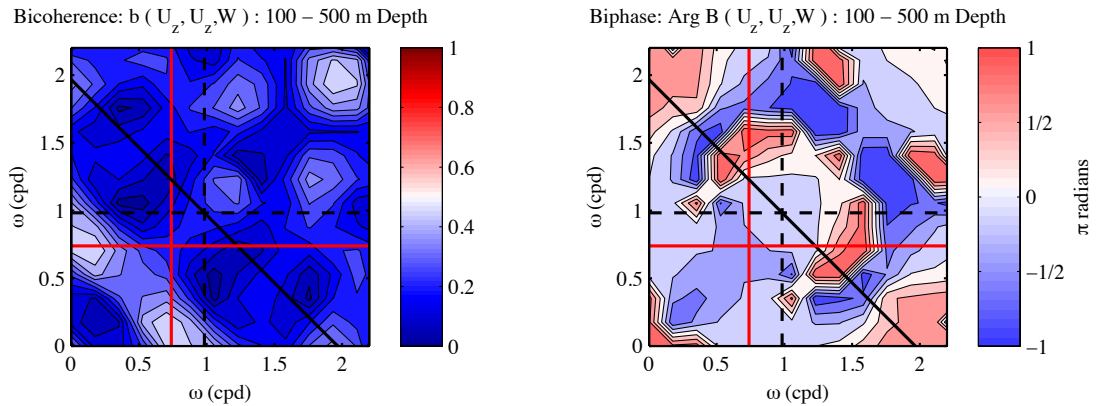 Bicoherence: b ( U_z, U_z,W ) : 100 – 500 m Depth
2
1.5
1
0.5
0
ω (cpd)
0 0.5 1 1.5 2
ω (cpd)
1
0.8
0.6
0.4
0.2
0
Biphase: Arg B ( U_z, U_z,W ) : 100 – 500 m Depth
2
1.5
1
0.5
0
ω (cpd)
0 0.5 1 1.5 2
ω (cpd)
1
1/2
0
−1/2
−1
π radians